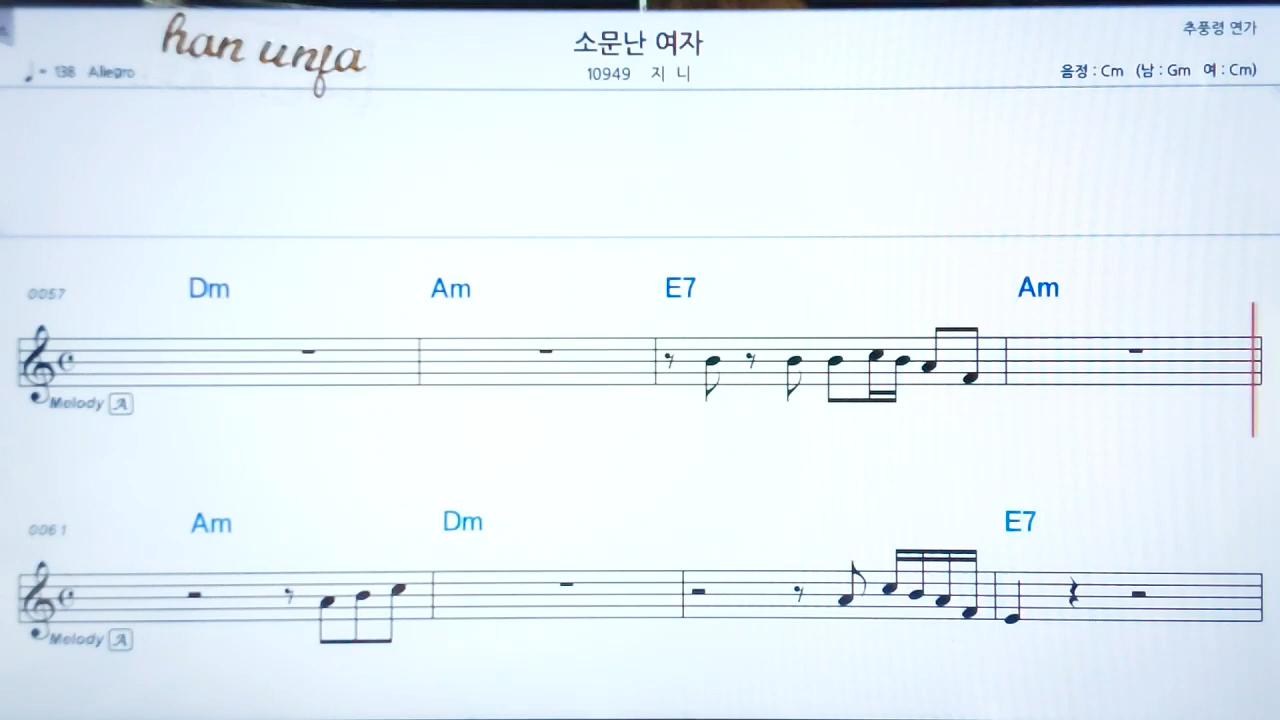 han unja
소문난 여자
추풍령 연가
♩ = 138 Allegro
10949 지 니
음정 : Cm (남 : Gm 여 : Cm)
0057 Dm Am E7 Am
Melody A
0061 Am Dm E7
Melody A